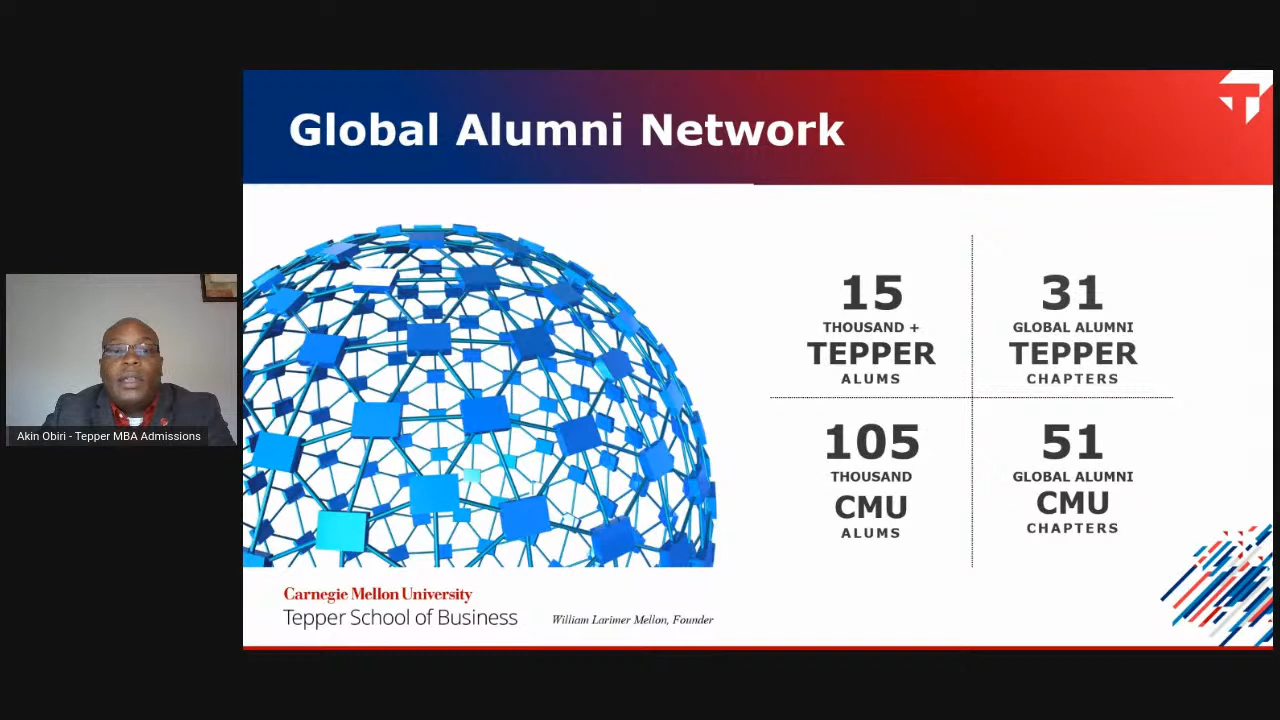 Global Alumni Network
15
THOUSAND +
TEPPER
ALUMS
31
GLOBAL ALUMNI
TEPPER
CHAPTERS
105
THOUSAND
CMU
ALUMS
51
GLOBAL ALUMNI
CMU
CHAPTERS
Akin Obiri - Tepper MBA Admissions
Carnegie Mellon University
Tepper School of Business
William Larimer Mellon, Founder